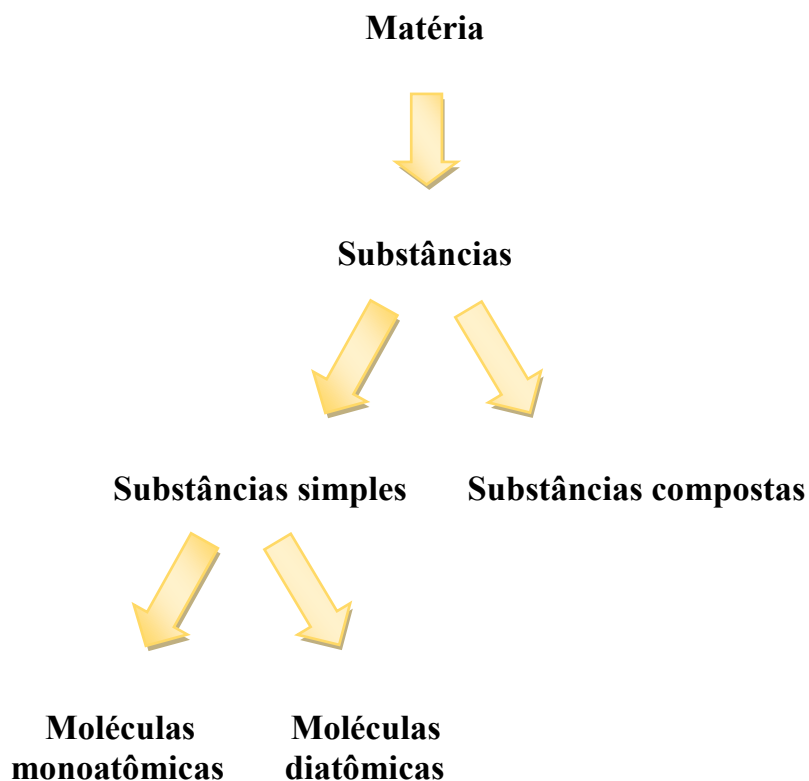 Matéria
Substâncias
Substâncias simples
Substâncias compostas
Moléculas
monoatômicas
Moléculas
diatômicas